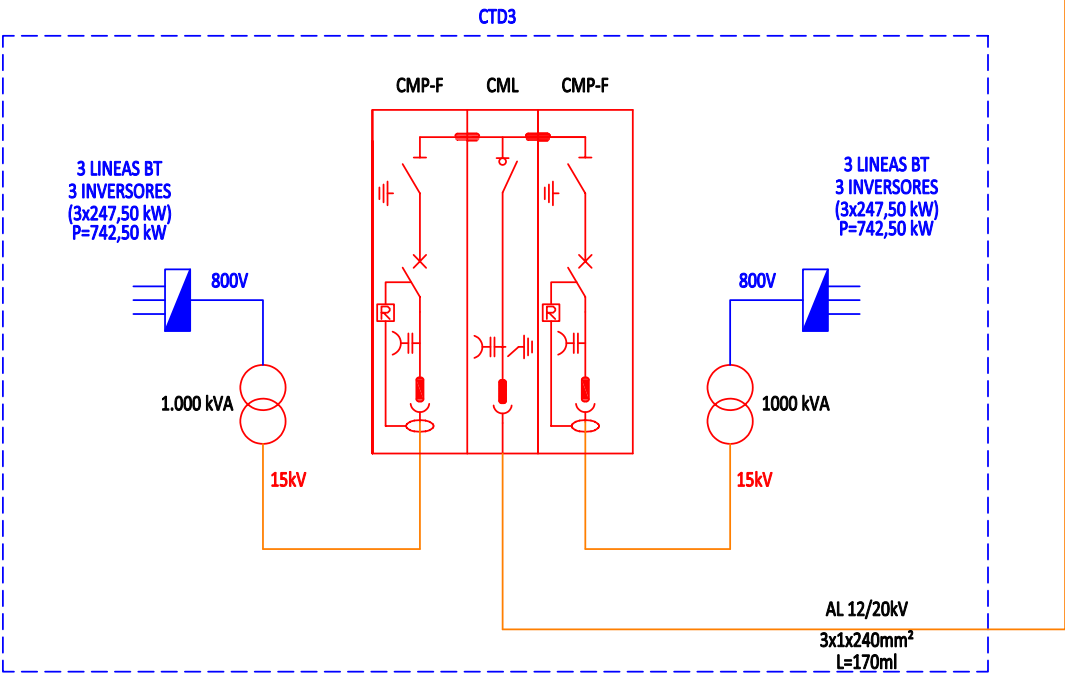 CTD3
CMP-F
CML
CMP-F
3 LINEAS BT
3 INVERSORES
(3x247,50 kW)
P=742,50 kW
3 LINEAS BT
3 INVERSORES
(3x247,50 kW)
P=742,50 kW
800V
800V
R
R
1.000 kVA
1000 kVA
15kV
15kV
AL 12/20kV
3x1x240mm²
L=170ml